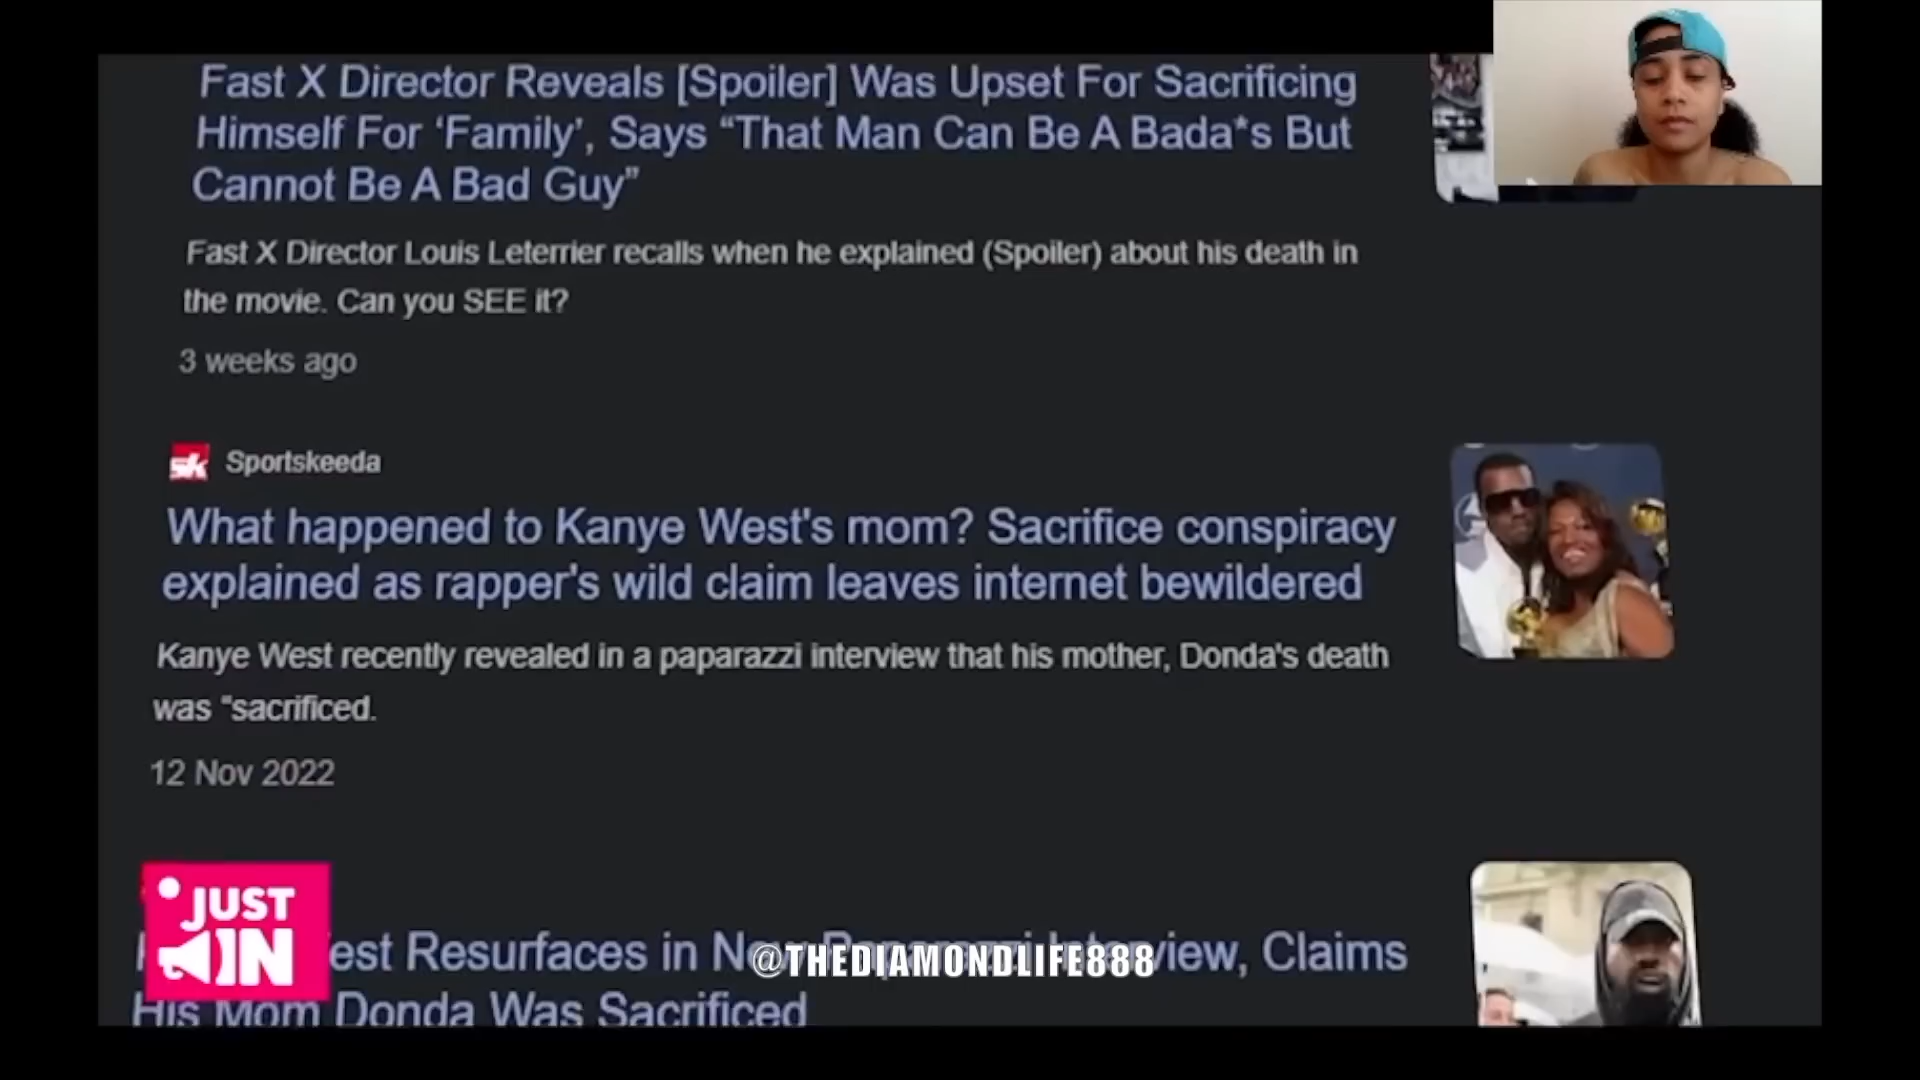 Fast X Director Reveals [Spoiler] Was Upset For Sacrificing
Himself For ‘Family’, Says “That Man Can Be A Bada*s But
Cannot Be A Bad Guy”
Fast X Director Louis Leterrier recalls when he explained (Spoiler) about his death in
the movie. Can you SEE it?
3 weeks ago
sk Sportskeeda
What happened to Kanye West's mom? Sacrifice conspiracy
explained as rapper's wild claim leaves internet bewildered
Kanye West recently revealed in a paparazzi interview that his mother, Donda's death
was “sacrificed.
12 Nov 2022
JUST
IN
est Resurfaces in Claims
@THEDIAMONDLIFE888
His Mom Donda Was Sacrificed